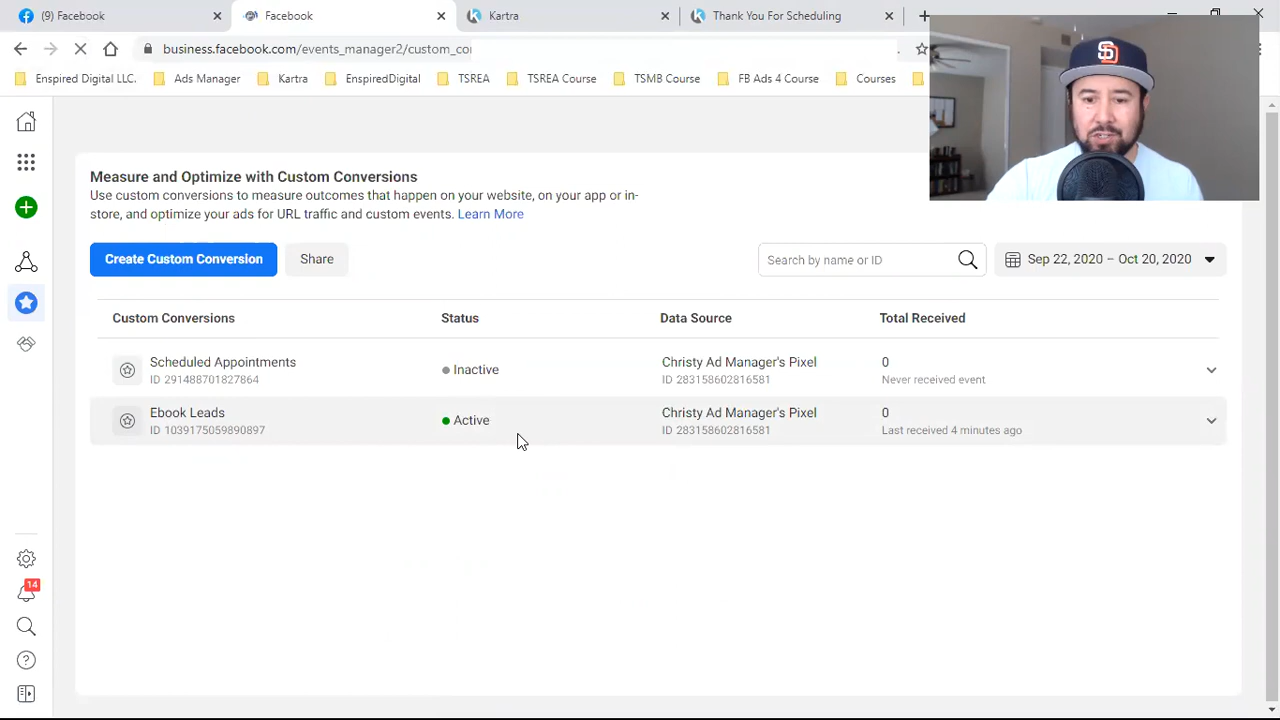 (9) Facebook
Facebook
Kartra
Thank You For Scheduling
business.facebook.com/events_manager2/custom_co
Enspired Digital LLC.
Ads Manager
Kartra
EnspiredDigital
TSREA
TSREA Course
TSMB Course
FB Ads 4 Course
Courses
Measure and Optimize with Custom Conversions
Use custom conversions to measure outcomes that happen on your website, on your app or in-
store, and optimize your ads for URL traffic and custom events. Learn More
Create Custom Conversion
Share
Search by name or ID
Sep 22, 2020 – Oct 20, 2020
Custom Conversions
Status
Data Source
Total Received
Scheduled Appointments
ID 291488701827864
Inactive
Christy Ad Manager's Pixel
ID 283158602816581
0
Never received event
Ebook Leads
ID 1039175059890897
Active
Christy Ad Manager's Pixel
ID 283158602816581
0
Last received 4 minutes ago
14
SD